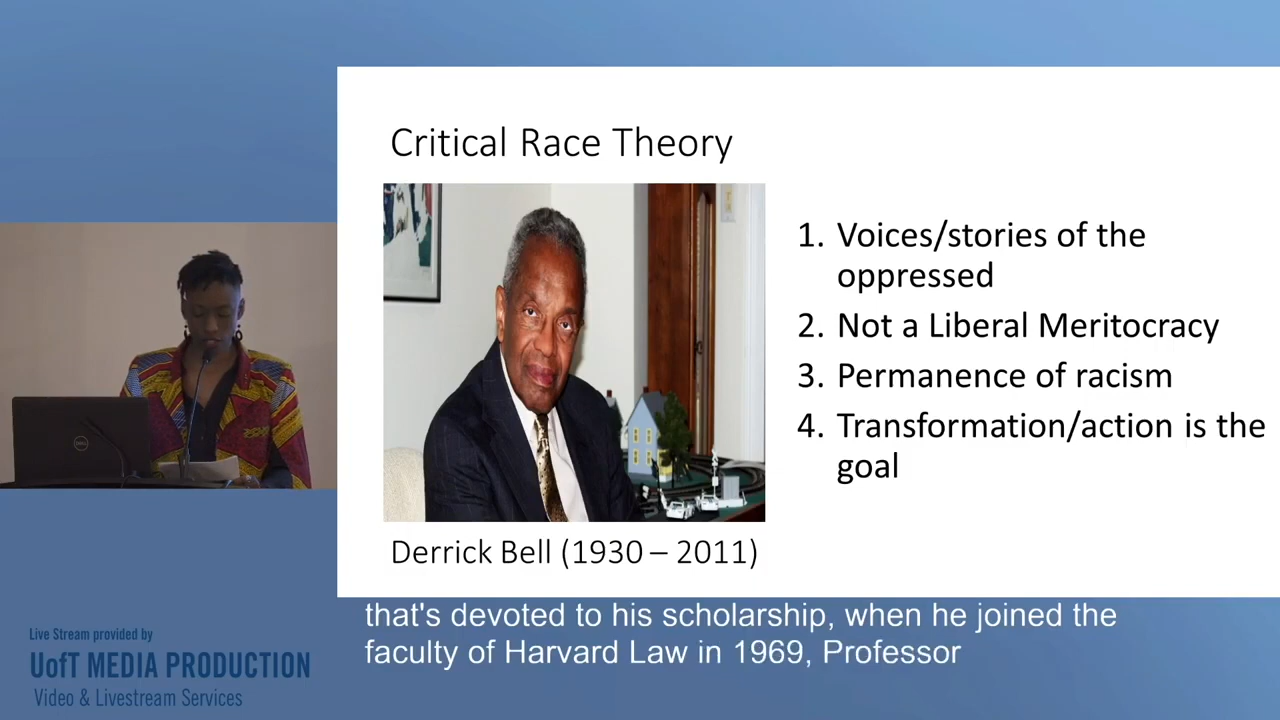 Critical Race Theory
1. Voices/stories of the
oppressed
2. Not a Liberal Meritocracy
3. Permanence of racism
4. Transformation/action is the
goal
Derrick Bell (1930 – 2011)
that's devoted to his scholarship, when he joined the
faculty of Harvard Law in 1969, Professor
Live Stream provided by
UofT MEDIA PRODUCTION
Video & Livestream Services
DELL